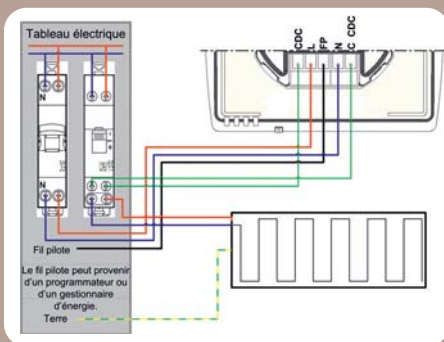 Tableau électrique
CDC
L
FP
N
C CDC
N
N
Fil pilote
Le fil pilote peut provenir
d'un programmateur ou
d'un gestionnaire
d'énergie.
Terre